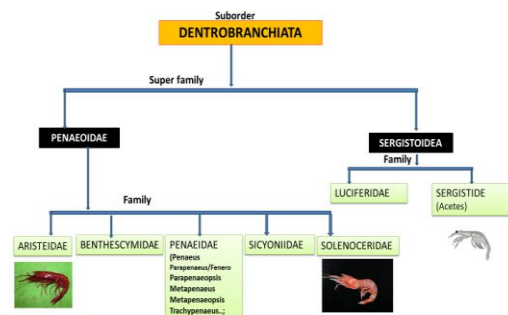 Suborder
DENTROBRANCHIATA
Super family
PENAEOIDAE
SERGISTOIDEA
Family
LUCIFERIDAE
SERGISTIDE
(Acetes)
Family
ARISTEIDAE
BENTHESCYMIDAE
PENAEIDAE
(Penaeus
Parapenaeus/Fenero
Parapenaeopsis
Metapenaeus
Metapenaeopsis
Trachypenaeus..;
SICYONIIDAE
SOLENOCERIDAE